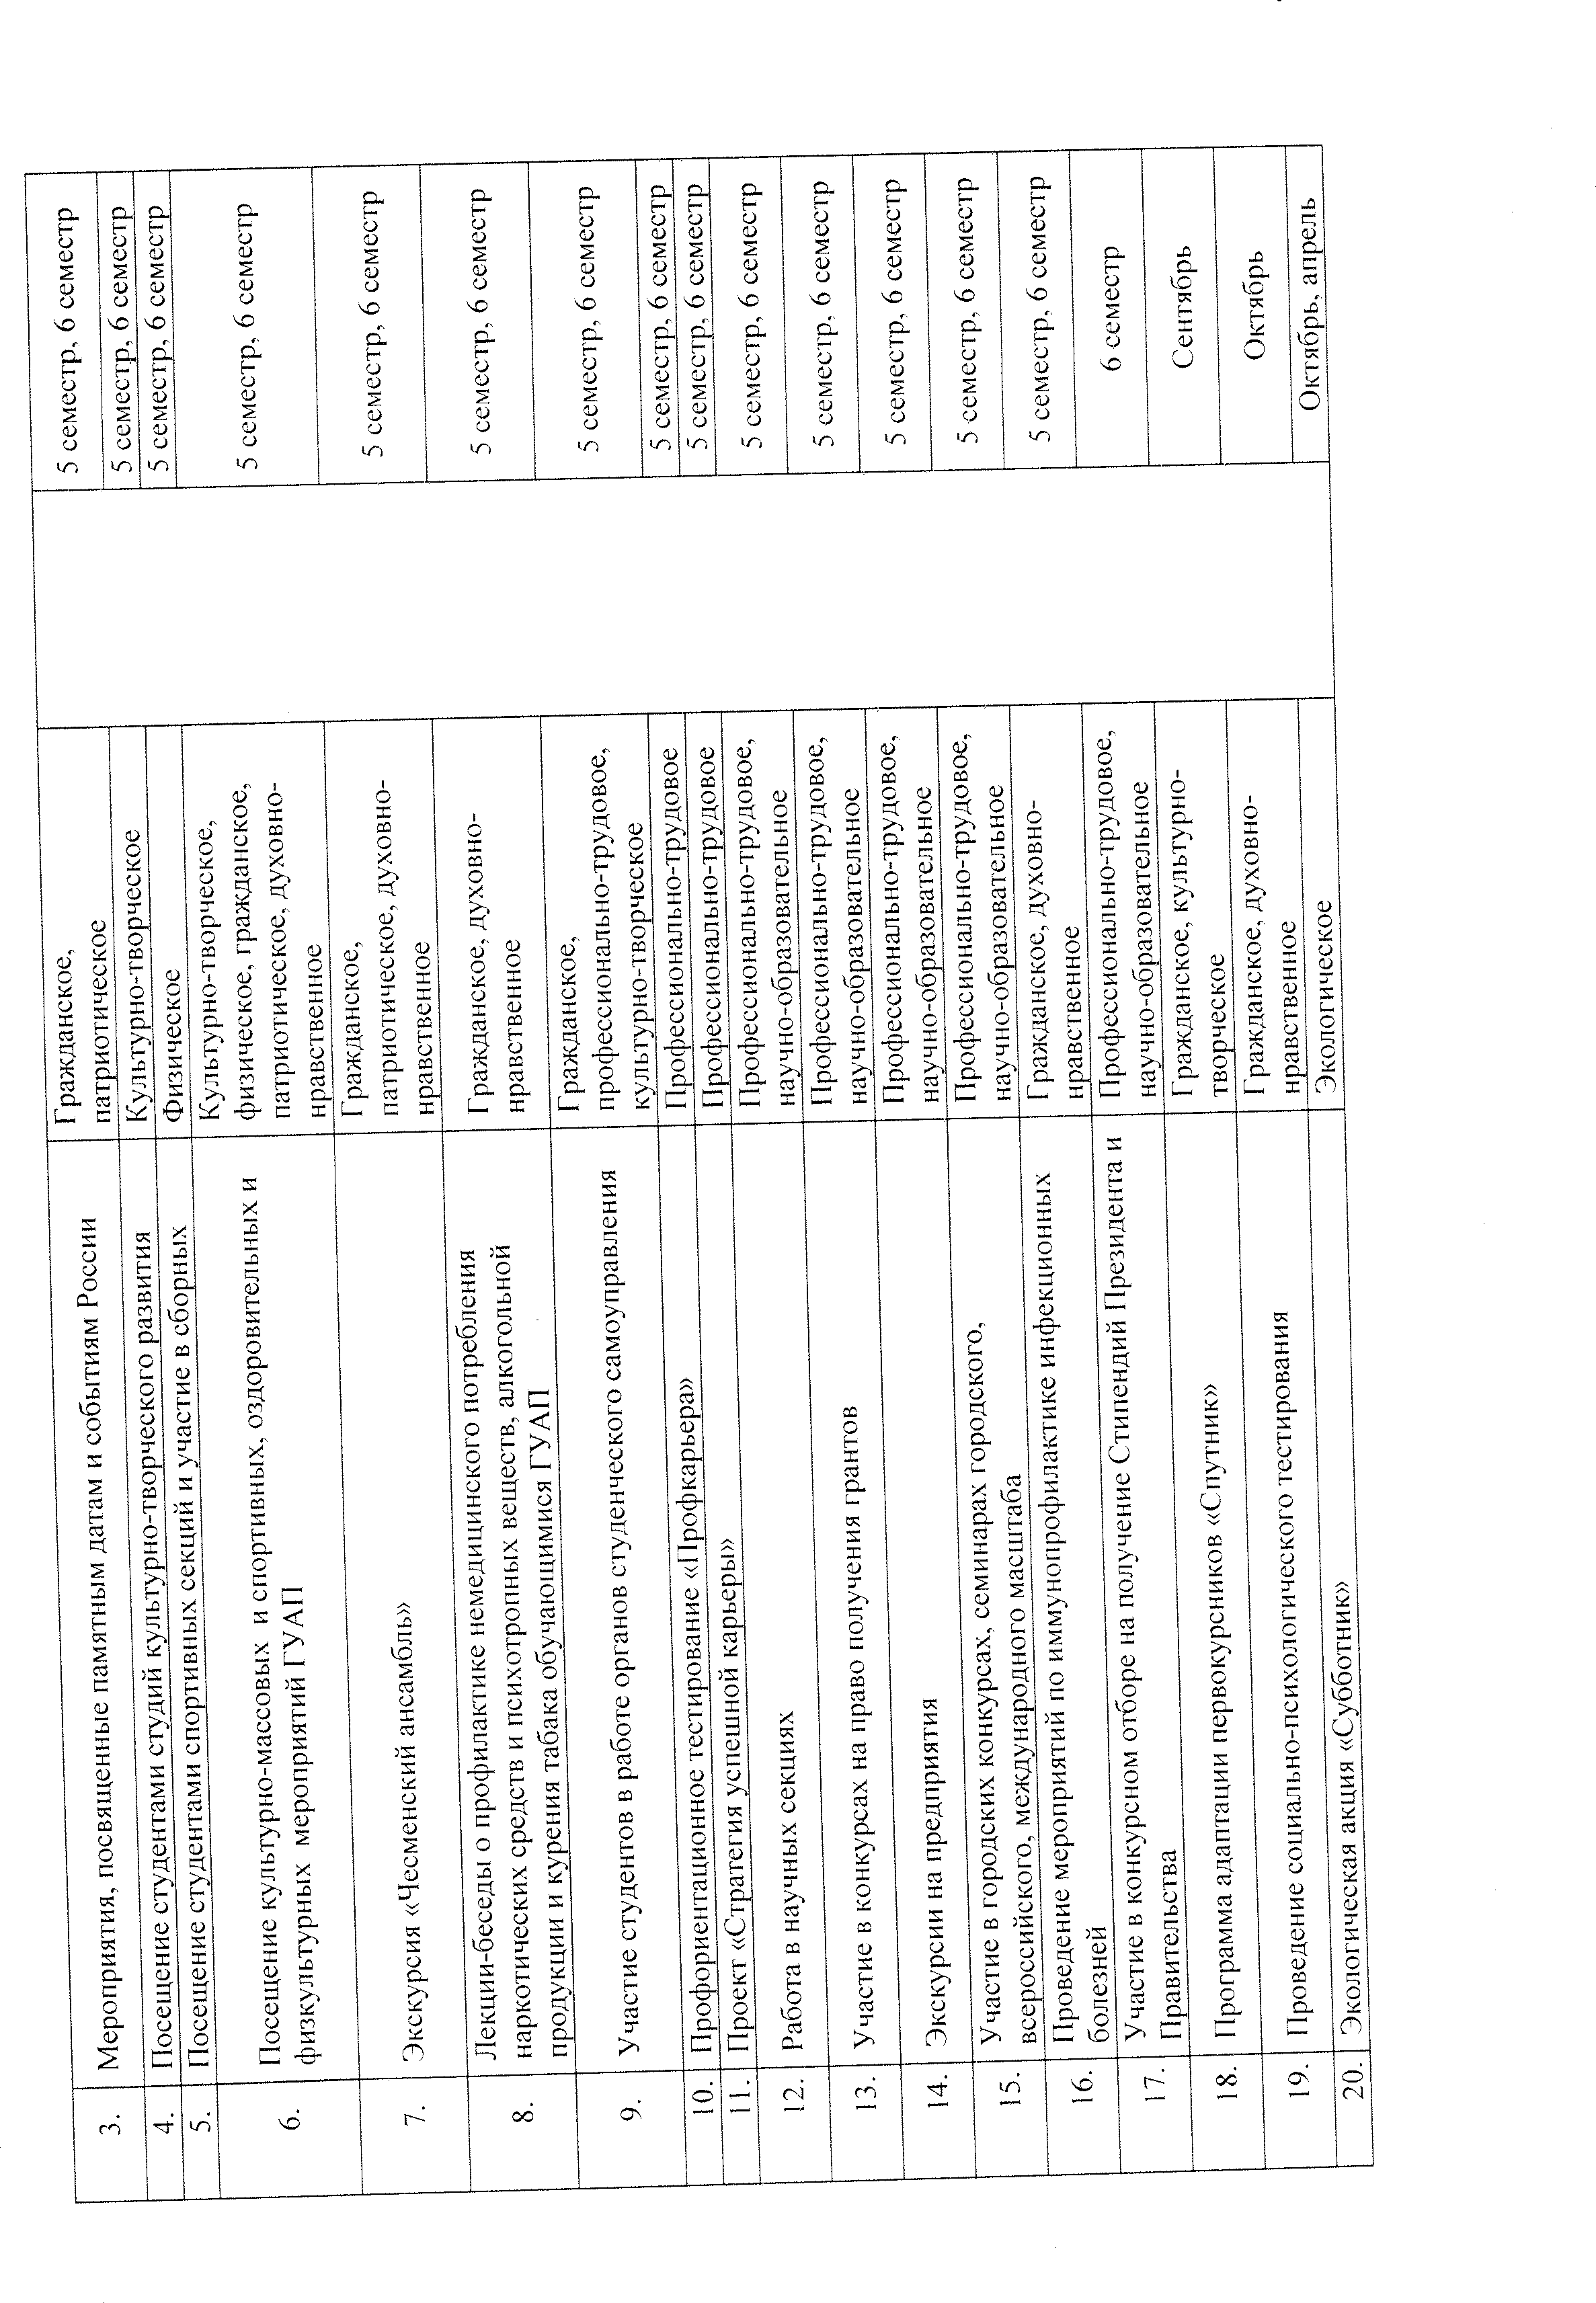 3.
Мероприятия, посвященные памятным датам и событиям России
Гражданское,
патриотическое
5 семестр, 6 семестр
4.
Посещение студентами студий культурно-творческого развития
Культурно-творческое
5 семестр, 6 семестр
5.
Посещение студентами спортивных секций и участие в сборных
Физическое
5 семестр, 6 семестр
6.
Посещение культурно-массовых и спортивных, оздоровительных и
физкультурных мероприятий ГУАП
Культурно-творческое,
физическое, гражданское,
патриотическое, духовно-
нравственное
5 семестр, 6 семестр
7.
Экскурсия «Чесменский ансамбль»
Гражданское,
патриотическое, духовно-
нравственное
5 семестр, 6 семестр
8.
Лекции-беседы о профилактике немедицинского потребления
наркотических средств и психотропных веществ, алкогольной
продукции и курения табака обучающимися ГУАП
Гражданское, духовно-
нравственное
5 семестр, 6 семестр
9.
Участие студентов в работе органов студенческого самоуправления
Гражданское,
профессионально-трудовое,
культурно-творческое
5 семестр, 6 семестр
10.
Профориентационное тестирование «Профкарьера»
Профессионально-трудовое
5 семестр, 6 семестр
11.
Проект «Стратегия успешной карьеры»
Профессионально-трудовое
5 семестр, 6 семестр
12.
Работа в научных секциях
Профессионально-трудовое,
научно-образовательное
5 семестр, 6 семестр
13.
Участие в конкурсах на право получения грантов
Профессионально-трудовое,
научно-образовательное
5 семестр, 6 семестр
14.
Экскурсии на предприятия
Профессионально-трудовое,
научно-образовательное
5 семестр, 6 семестр
15.
Участие в городских конкурсах, семинарах городского,
всероссийского, международного масштаба
Профессионально-трудовое,
научно-образовательное
5 семестр, 6 семестр
16.
Проведение мероприятий по иммунопрофилактике инфекционных
болезней
Гражданское, духовно-
нравственное
5 семестр, 6 семестр
17.
Участие в конкурсном отборе на получение Стипендий Президента и
Правительства
Профессионально-трудовое,
научно-образовательное
6 семестр
18.
Программа адаптации первокурсников «Спутник»
Гражданское, культурно-
творческое
Сентябрь
19.
Проведение социально-психологического тестирования
Гражданское, духовно-
нравственное
Октябрь
20.
Экологическая акция «Субботник»
Экологическое
Октябрь, апрель